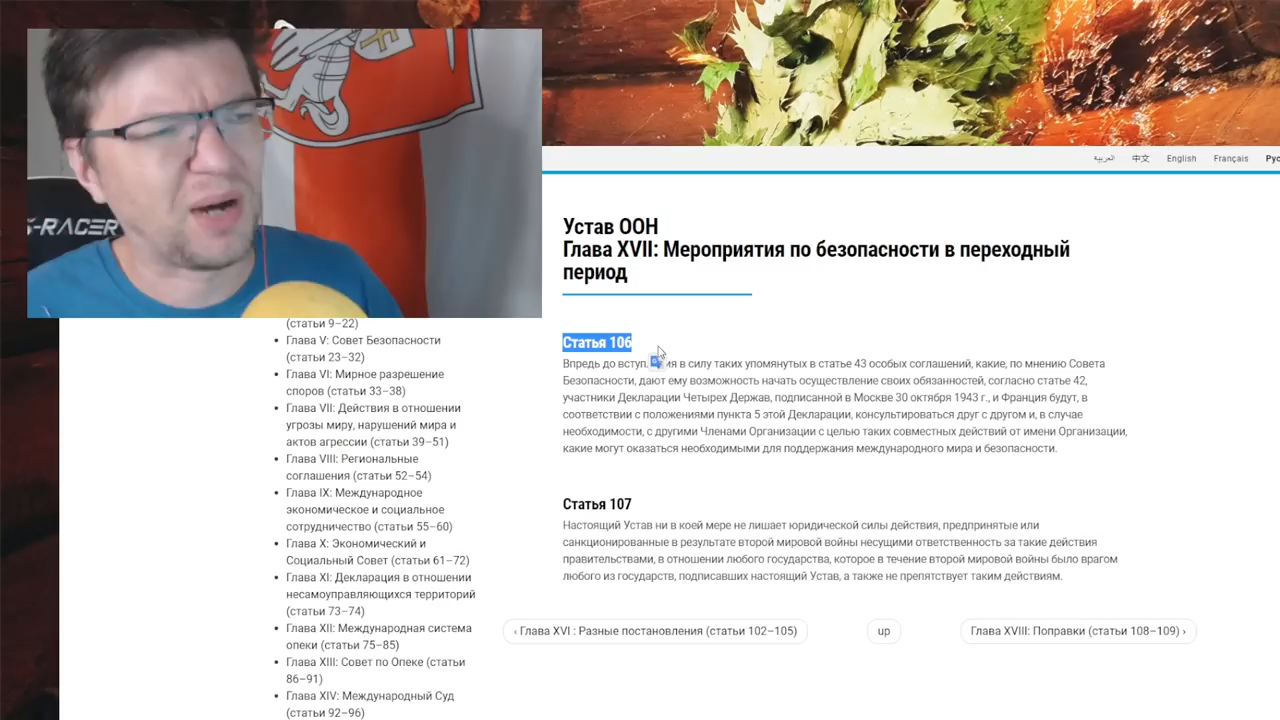 -RACER
العربية
中文
English
Français
Рус
Устав ООН
Глава XVII: Мероприятия по безопасности в переходный
период
(статьи 9–22)
Глава V: Совет Безопасности
(статьи 23–32)
Глава VI: Мирное разрешение
споров (статьи 33–38)
Глава VII: Действия в отношении
угрозы миру, нарушений мира и
актов агрессии (статьи 39–51)
Глава VIII: Региональные
соглашения (статьи 52–54)
Глава IX: Международное
экономическое и социальное
сотрудничество (статьи 55–60)
Глава X: Экономический и
Социальный Совет (статьи 61–72)
Глава XI: Декларация в отношении
несамоуправляющихся территорий
(статьи 73–74)
Глава XII: Международная система
опеки (статьи 75–85)
Глава XIII: Совет по Опеке (статьи
86–91)
Глава XIV: Международный Суд
(статьи 92–96)
Статья 106
Впредь до в силу таких упомянутых в статье 43 особых соглашений, какие, по мнению Совета
Безопасности, дают ему возможность начать осуществление своих обязанностей, согласно статье 42,
участники Декларации Четырех Держав, подписанной в Москве 30 октября 1943 г., и Франция будут, в
соответствии с положениями пункта 5 этой Декларации, консультироваться друг с другом и, в случае
необходимости, с другими Членами Организации с целью таких совместных действий от имени Организации,
какие могут оказаться необходимыми для поддержания международного мира и безопасности.
Статья 107
Настоящий Устав ни в коей мере не лишает юридической силы действия, предпринятые или
санкционированные в результате второй мировой войны несущими ответственность за такие действия
правительствами, в отношении любого государства, которое в течение второй мировой войны было врагом
любого из государств, подписавших настоящий Устав, а также не препятствует таким действиям.
‹ Глава XVI : Разные постановления (статьи 102–105)
up
Глава XVIII: Поправки (статьи 108–109) ›